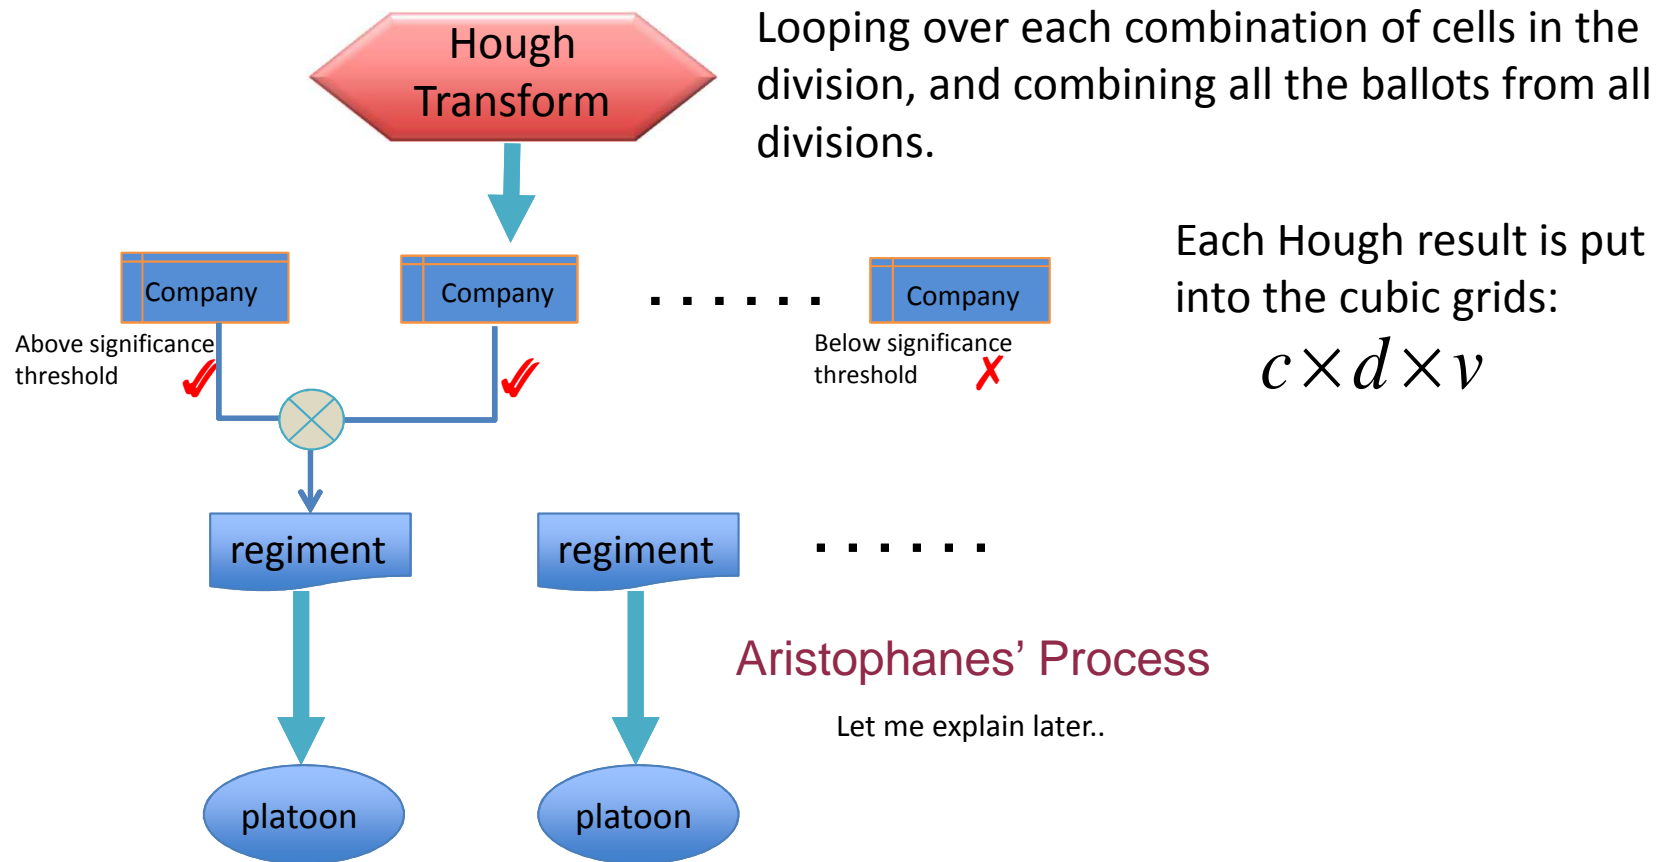 Hough
Transform
Looping over each combination of cells in the
division, and combining all the ballots from all
divisions.
Company
Company
. . . . . .
Company
Each Hough result is put
into the cubic grids:
c×d×v
Above significance
threshold
✓
✓
Below significance
threshold
✗
regiment
regiment
. . . . . .
Aristophanes’ Process
Let me explain later..
platoon
platoon